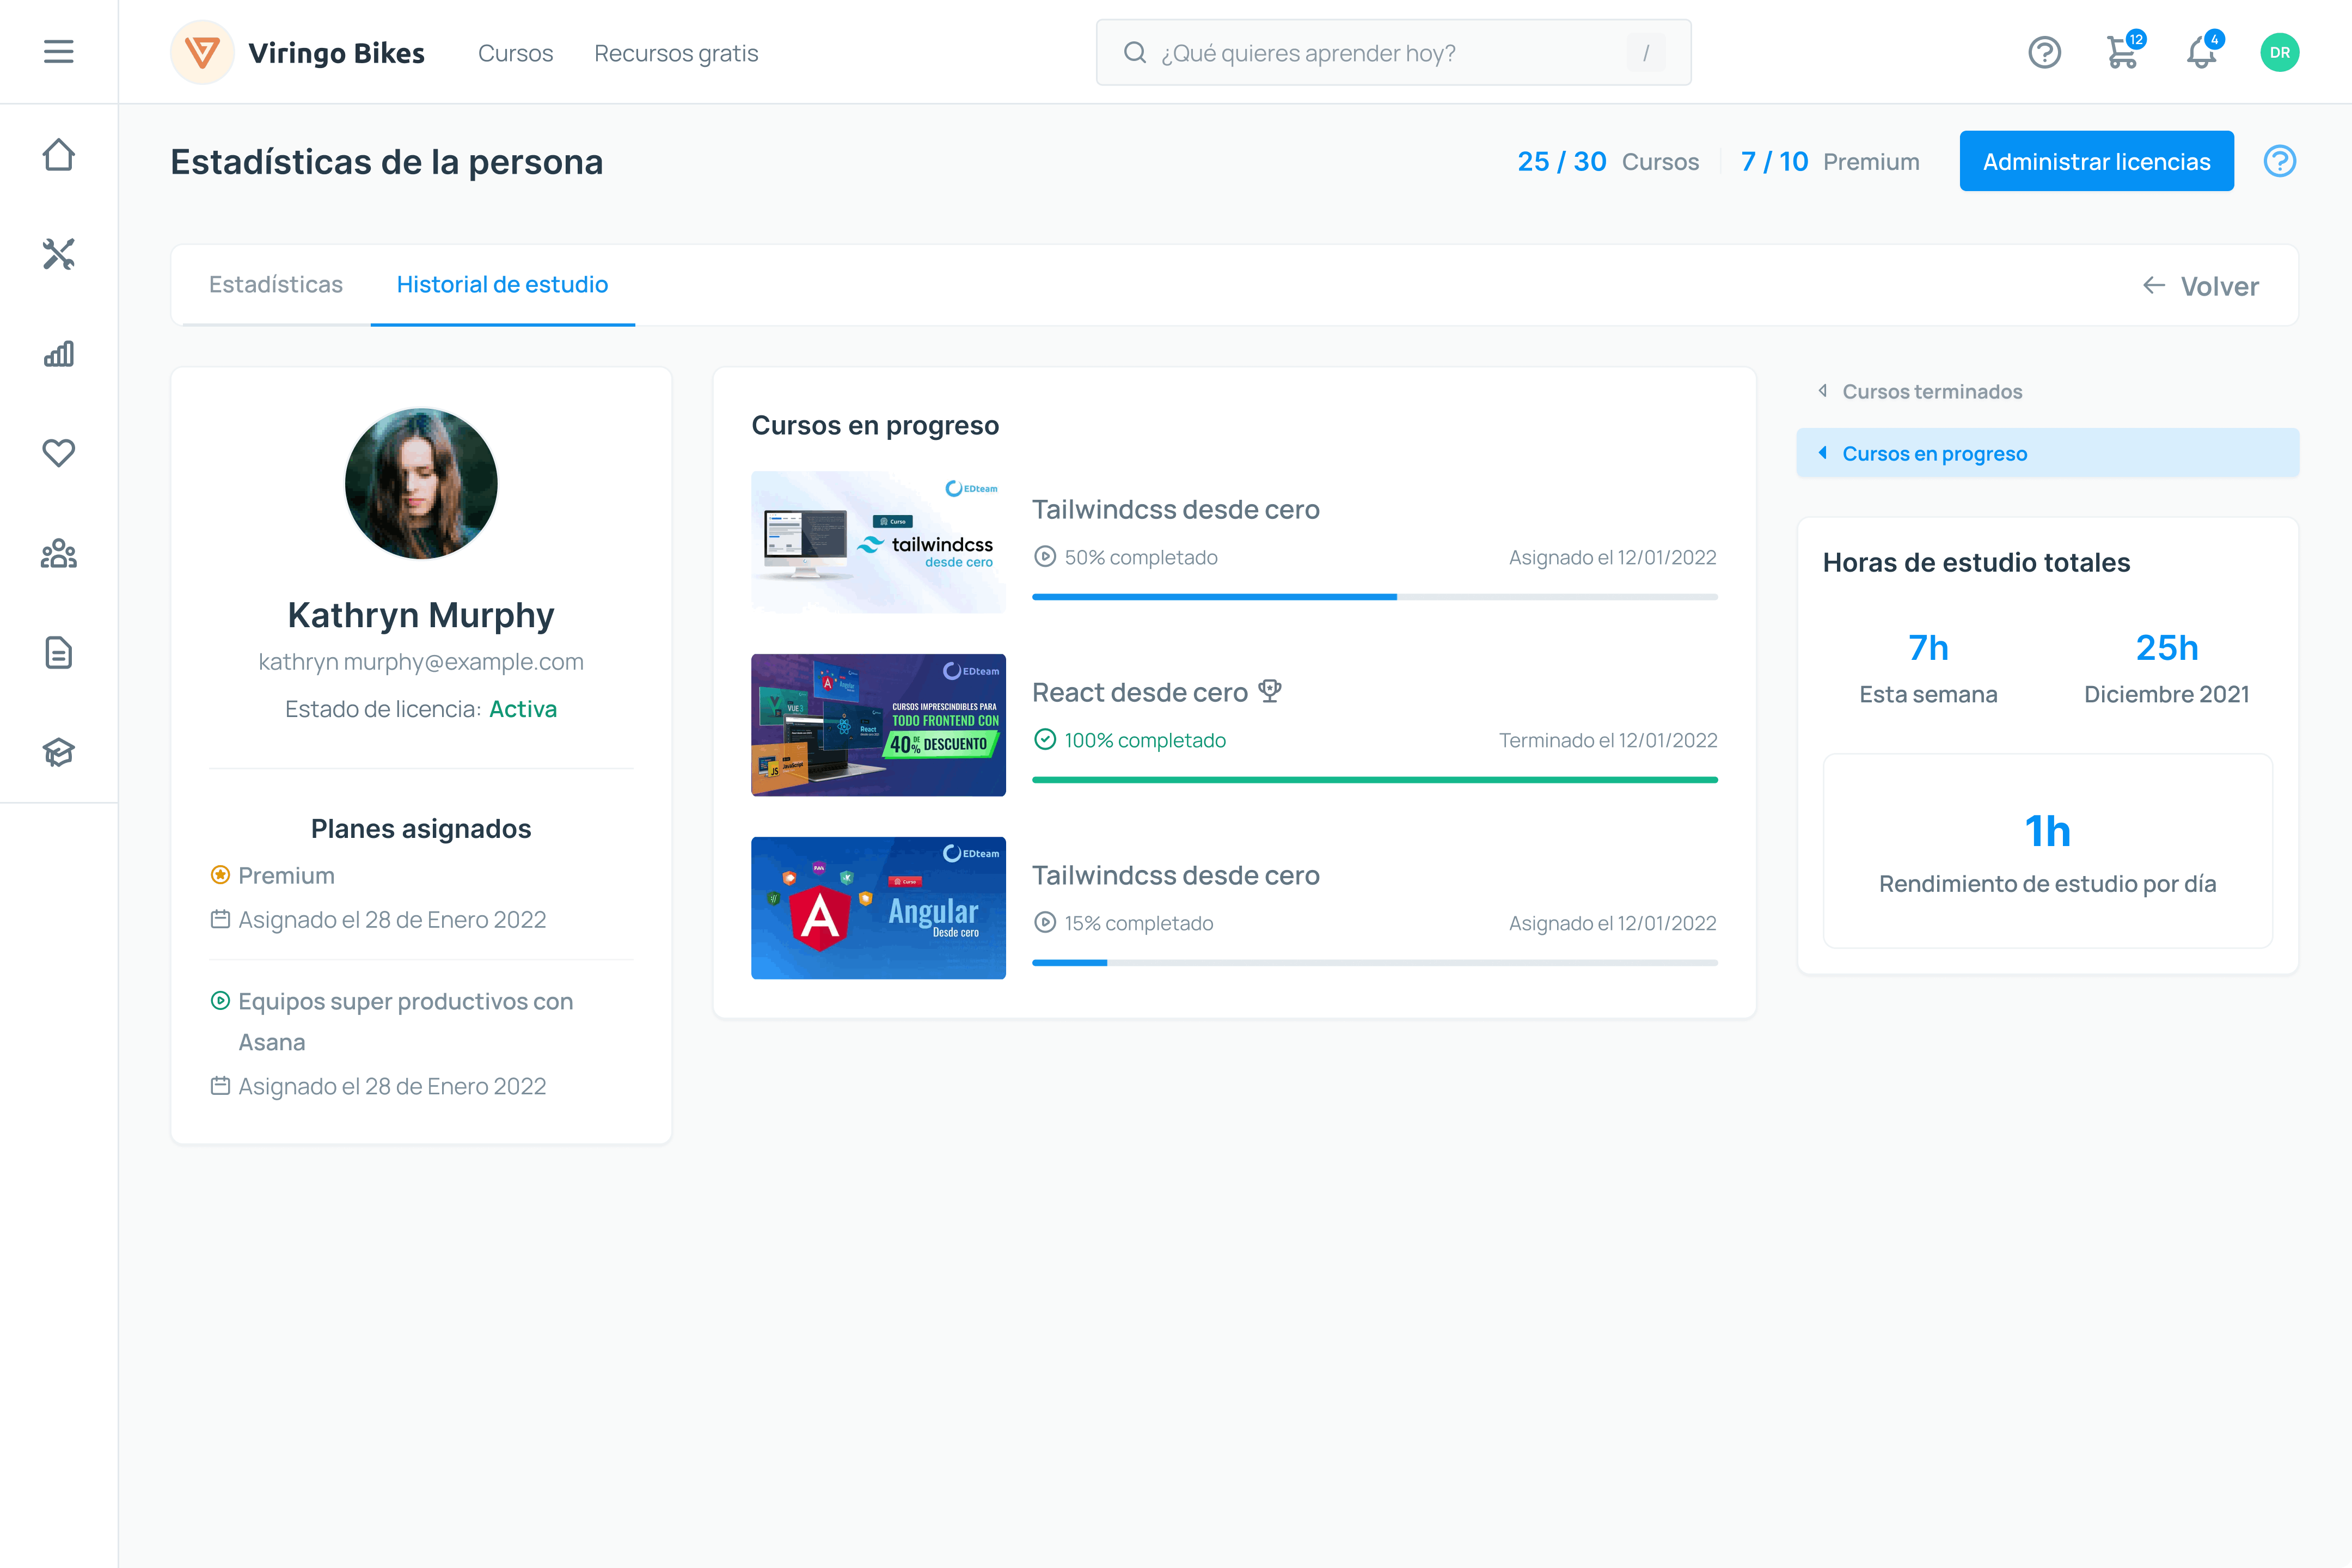 Viringo Bikes
Cursos
Recursos gratis
¿Qué quieres aprender hoy?
/
12
4
DR
Estadísticas de la persona
25 / 30 Cursos
7 / 10 Premium
Administrar licencias
Estadísticas
Historial de estudio
Volver
Kathryn Murphy
kathryn murphy@example.com
Estado de licencia: Activa
Planes asignados
Premium
Asignado el 28 de Enero 2022
Equipos super productivos con
Asana
Asignado el 28 de Enero 2022
Cursos en progreso
EDteam
Curso
tailwindcss
desde cero
Tailwindcss desde cero
50% completado
Asignado el 12/01/2022
EDteam
Angular
VUE 3
React
JS
JavaScript
CURSOS IMPRESCINDIBLES PARA
TODO FRONTEND CON
40% DE DESCUENTO
React desde cero
100% completado
Terminado el 12/01/2022
EDteam
Curso
A
Angular
Desde cero
Tailwindcss desde cero
15% completado
Asignado el 12/01/2022
Cursos terminados
Cursos en progreso
Horas de estudio totales
7h
Esta semana
25h
Diciembre 2021
1h
Rendimiento de estudio por día